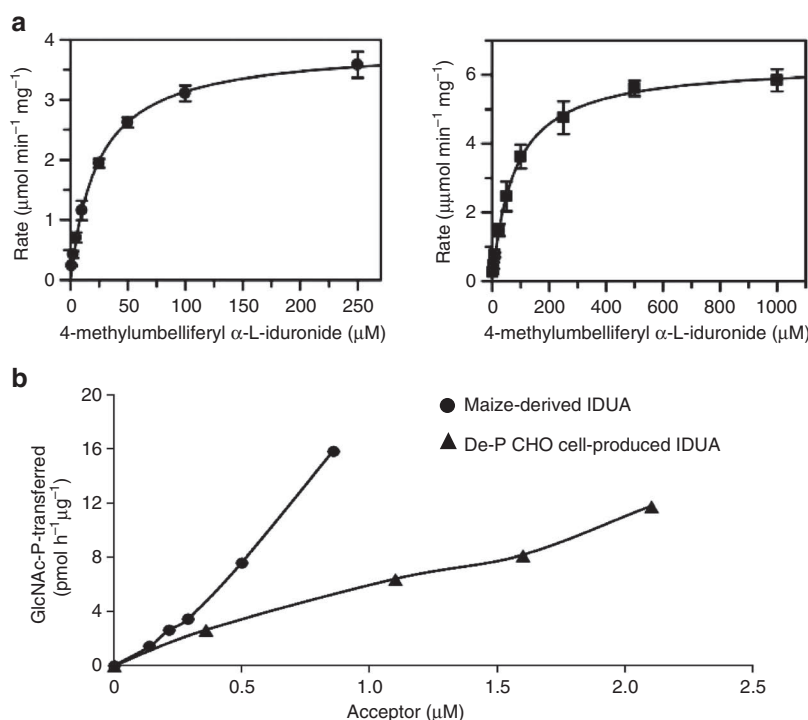 a
4
3
2
1
0
Rate (μmol min⁻¹ mg⁻¹)
0 50 100 150 200 250
4-methylumbelliferyl α-L-iduronide (μM)
6
4
2
0
Rate (μμmol min⁻¹ mg⁻¹)
0 200 400 600 800 1000
4-methylumbelliferyl α-L-iduronide (μM)
b
20
16
12
8
4
0
GlcNAc-P-transferred
(pmol h⁻¹μg⁻¹)
Maize-derived IDUA
De-P CHO cell-produced IDUA
0 0.5 1.0 1.5 2.0 2.5
Acceptor (μM)